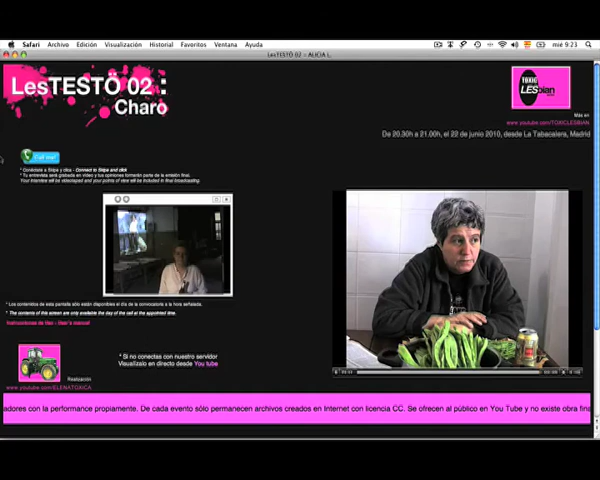 Safari Archivo Edición Visualización Historial Favoritos Ventana Ayuda
mié 9:23
LesTESTÖ 02 :: ALICIA L.
LesTESTÖ 02 :
Charo
TOXIC
LESbian
Más en
www.youtube.com/TOXICLESBIAN
De 20.30h a 21.00h, el 22 de junio 2010, desde La Tabacalera, Madrid
Call me!
* Conéctate a Skipe y clica - Connect to Skipe and click
* Tu entrevista será grabada en vídeo y tus opiniones formarán parte de la emisión final.
Your interview will be videotaped and your points of view will be included in final broadcasting.
* Los contenidos de esta pantalla sólo están disponibles el día de la convocatoria a la hora señalada.
* The contents of this screen are only available the day of the call at the appointed time.
Instrucciones de Uso - User's manual
* Si no conectas con nuestro servidor
Visualízalo en directo desde You tube
Realización
www.youtube.com/ELENATOXICA
adores con la performance propiamente. De cada evento sólo permanecen archivos creados en Internet con licencia CC. Se ofrecen al público en You Tube y no existe obra fina